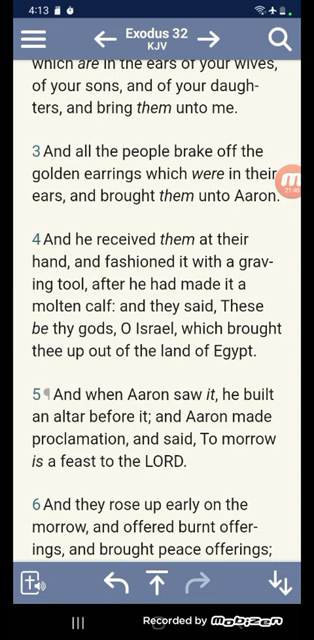 4:13
Exodus 32
KJV
which are in the ears of your wives,
of your sons, and of your daugh-
ters, and bring them unto me.
3 And all the people brake off the
golden earrings which were in their
ears, and brought them unto Aaron.
21:40
4 And he received them at their
hand, and fashioned it with a grav-
ing tool, after he had made it a
molten calf: and they said, These
be thy gods, O Israel, which brought
thee up out of the land of Egypt.
5 ¶ And when Aaron saw it, he built
an altar before it; and Aaron made
proclamation, and said, To morrow
is a feast to the LORD.
6 And they rose up early on the
morrow, and offered burnt offer-
ings, and brought peace offerings;
Recorded by mobizen